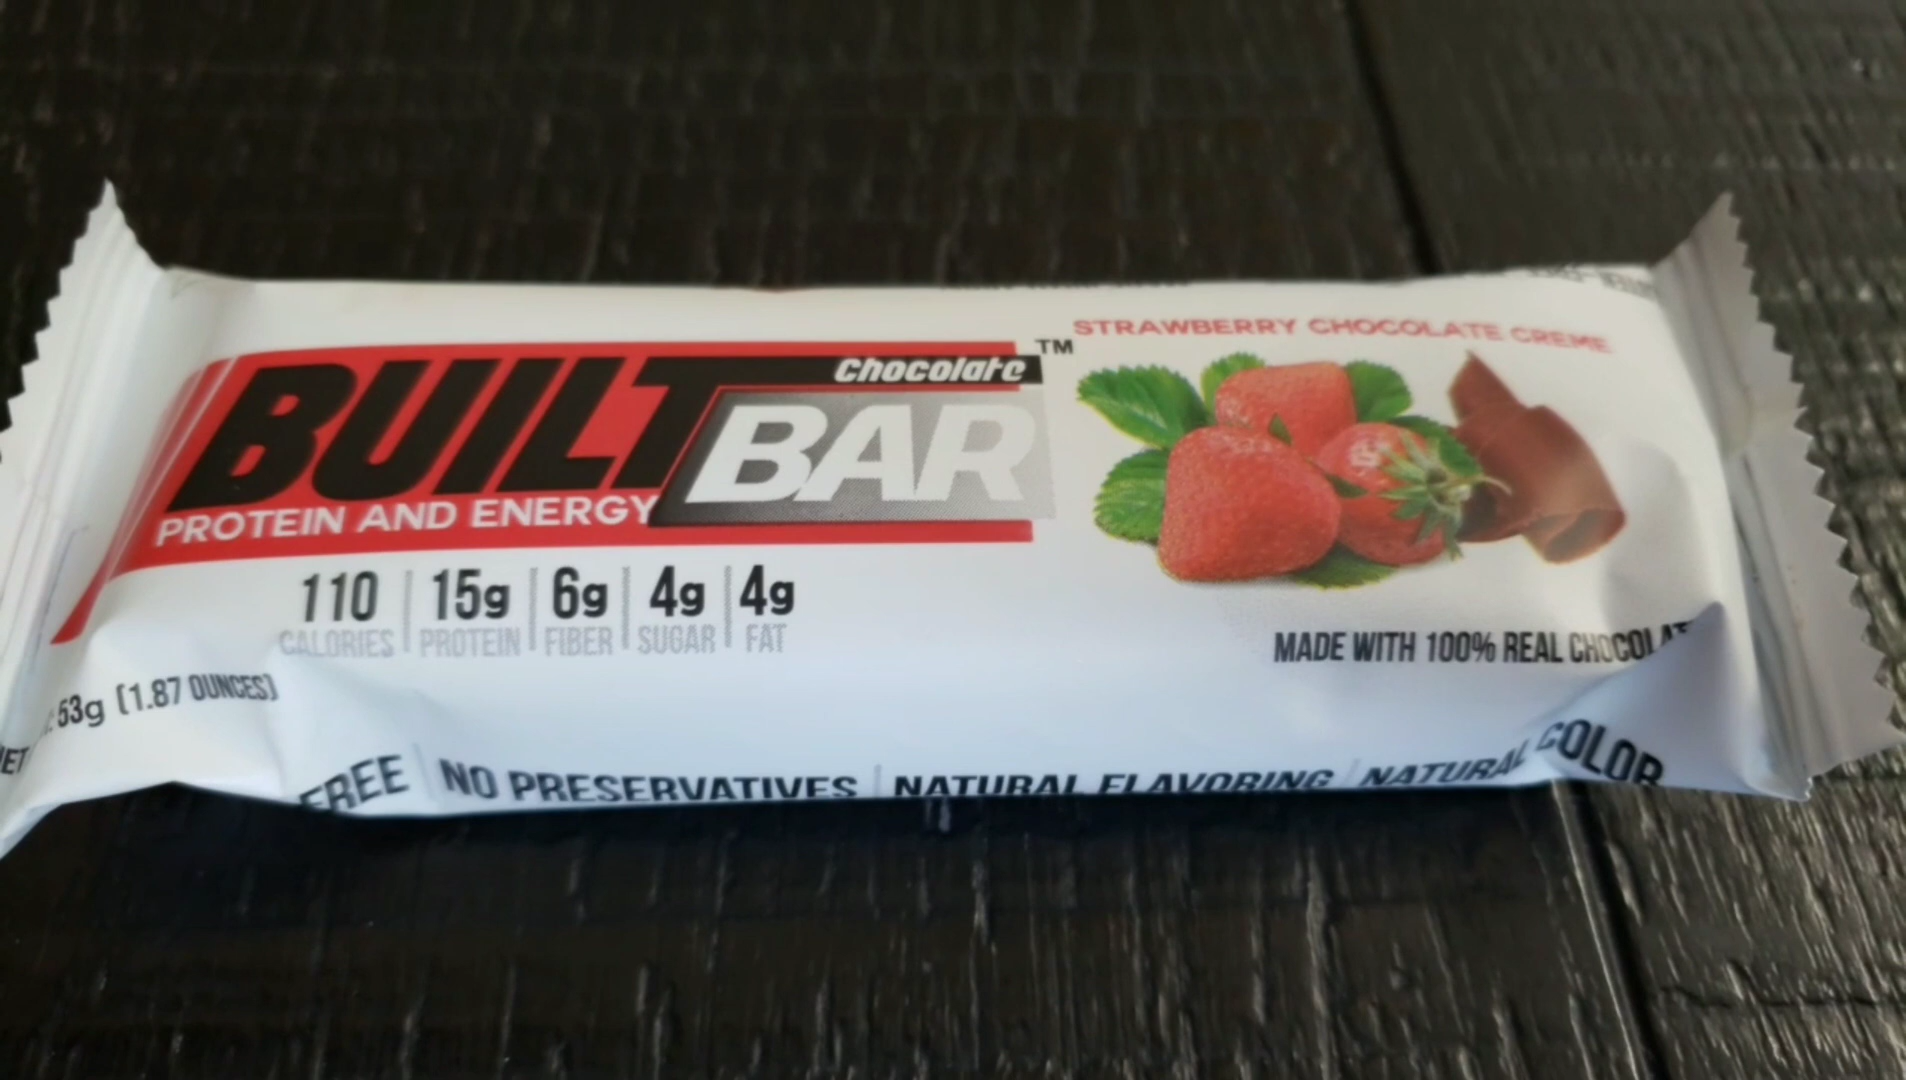 STRAWBERRY CHOCOLATE CREME
Chocolate
BUILT BAR TM
PROTEIN AND ENERGY
110 15g 6g 4g 4g
CALORIES PROTEIN FIBER SUGAR FAT
MADE WITH 100% REAL
53g (1.87 OUNCES)
FREE NO PRESERVATIVES NATURAL FLAVORING NATURAL COLOR